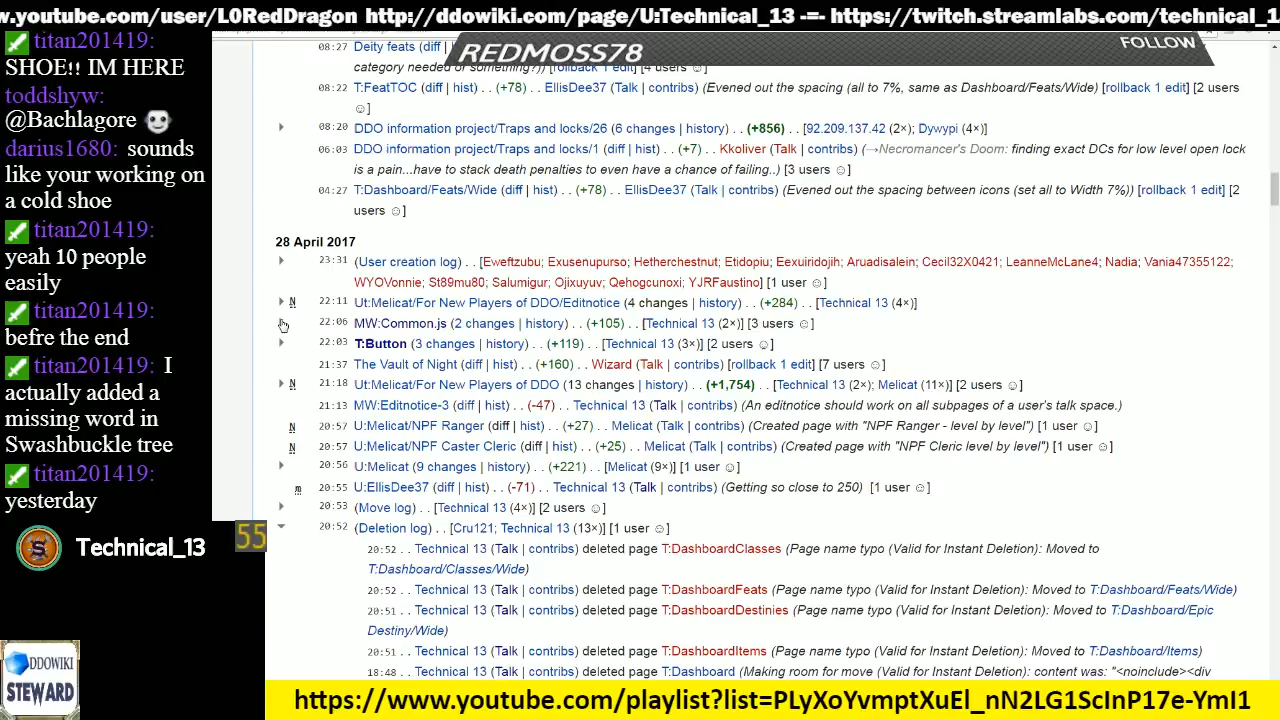 w.youtube.com/user/L0RedDragon http://ddowiki.com/page/U:Technical_13 -=- https://twitch.streamlabs.com/technical_1
REDMOSS78
FOLLOW
titan201419:
SHOE!! IM HERE
toddshyw:
@Bachlagore
darius1680: sounds
like your working on
a cold shoe
titan201419:
yeah 10 people
easily
titan201419:
befre the end
titan201419: I
actually added a
missing word in
Swashbuckle tree
titan201419:
yesterday
Technical_13
55
DDOWIKI
STEWARD
08:27 Deity feats (diff |
category needed or something?)) [rollback 1 edit] [4 users ☺]
08:22 T:FeatTOC (diff | hist) . . (+78) . . EllisDee37 (Talk | contribs) (Evened out the spacing (all to 7%, same as Dashboard/Feats/Wide) [rollback 1 edit] [2 users
☺]
08:20 DDO information project/Traps and locks/26 (6 changes | history) . . (+856) . . [92.209.137.42 (2×); Dywypi (4×)]
06:03 DDO information project/Traps and locks/1 (diff | hist) . . (+7) . . Kkoliver (Talk | contribs) (→Necromancer's Doom: finding exact DCs for low level open lock
is a pain...have to stack death penalties to even have a chance of failing..) [3 users ☺]
04:27 T:Dashboard/Feats/Wide (diff | hist) . . (+78) . . EllisDee37 (Talk | contribs) (Evened out the spacing between icons (set all to Width 7%)) [rollback 1 edit] [2
users ☺]
28 April 2017
23:31 (User creation log) . . [Eweftzubu; Exusenupurso; Hetherchestnut; Etidopiu; Eexuiridojih; Aruadisalein; Cecil32X0421; LeanneMcLane4; Nadia; Vania47355122;
WYOVonnie; St89mu80; Salumigur; Ojixuyuv; Qehogcunoxi; YJRFaustino] [1 user ☺]
N 22:11 Ut:Melicat/For New Players of DDO/Editnotice (4 changes | history) . . (+284) . . [Technical 13 (4×)]
22:06 MW:Common.js (2 changes | history) . . (+105) . . [Technical 13 (2×)] [3 users ☺]
22:03 T:Button (3 changes | history) . . (+119) . . [Technical 13 (3×)] [2 users ☺]
21:37 The Vault of Night (diff | hist) . . (+160) . . Wizard (Talk | contribs) [rollback 1 edit] [7 users ☺]
N 21:18 Ut:Melicat/For New Players of DDO (13 changes | history) . . (+1,754) . . [Technical 13 (2×); Melicat (11×)] [2 users ☺]
21:13 MW:Editnotice-3 (diff | hist) . . (-47) . . Technical 13 (Talk | contribs) (An editnotice should work on all subpages of a user's talk space.)
N 20:57 U:Melicat/NPF Ranger (diff | hist) . . (+27) . . Melicat (Talk | contribs) (Created page with "NPF Ranger - level by level") [1 user ☺]
N 20:57 U:Melicat/NPF Caster Cleric (diff | hist) . . (+25) . . Melicat (Talk | contribs) (Created page with "NPF Cleric level by level") [1 user ☺]
20:56 U:Melicat (9 changes | history) . . (+221) . . [Melicat (9×)] [1 user ☺]
m 20:55 U:EllisDee37 (diff | hist) . . (-71) . . Technical 13 (Talk | contribs) (Getting so close to 250) [1 user ☺]
20:53 (Move log) . . [Technical 13 (4×)] [2 users ☺]
20:52 (Deletion log) . . [Cru121; Technical 13 (13×)] [1 user ☺]
20:52 . . Technical 13 (Talk | contribs) deleted page T:DashboardClasses (Page name typo (Valid for Instant Deletion): Moved to
T:Dashboard/Classes/Wide)
20:52 . . Technical 13 (Talk | contribs) deleted page T:DashboardFeats (Page name typo (Valid for Instant Deletion): Moved to T:Dashboard/Feats/Wide)
20:51 . . Technical 13 (Talk | contribs) deleted page T:DashboardDestinies (Page name typo (Valid for Instant Deletion): Moved to T:Dashboard/Epic
Destiny/Wide)
20:51 . . Technical 13 (Talk | contribs) deleted page T:DashboardItems (Page name typo (Valid for Instant Deletion): Moved to T:Dashboard/Items)
18:48 . . Technical 13 (Talk | contribs) deleted page T:Dashboard (Making room for move (Valid for Instant Deletion): content was: "<noinclude><div
https://www.youtube.com/playlist?list=PLyXoYvmptXuEl_nN2LG1ScInP17e-YmI1